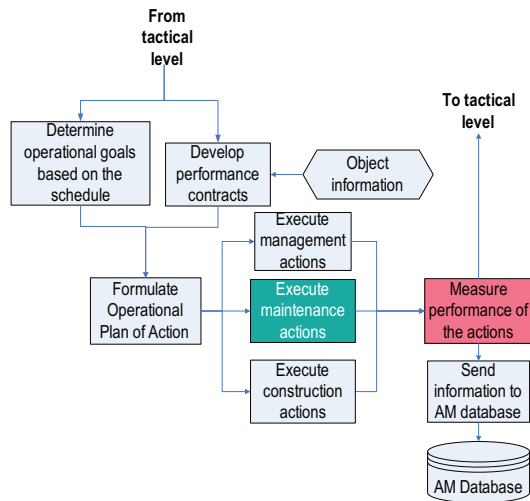 From
tactical
level
To tactical
level
Determine
operational goals
based on the
schedule
Develop
performance
contracts
Object
information
Execute
management
actions
Formulate
Operational
Plan of Action
Execute
maintenance
actions
Measure
performance of
the actions
Execute
construction
actions
Send
information to
AM database
AM Database